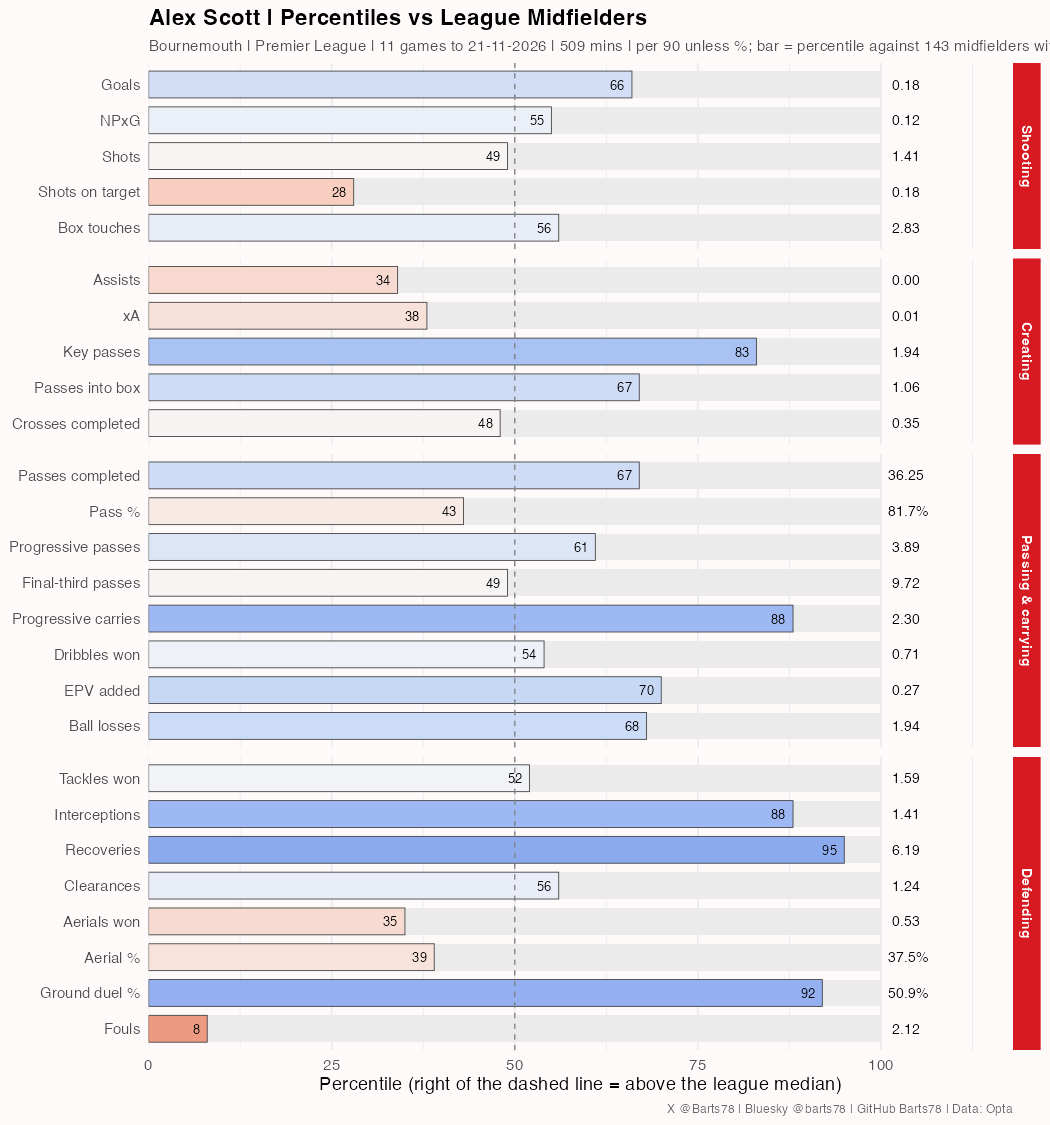 Alex Scott | Percentiles vs League Midfielders
Bournemouth | Premier League | 11 games to 21-11-2026 | 509 mins | per 90 unless %; bar = percentile against 143 midfielders wi
Goals 66 0.18
NPxG 55 0.12
Shots 49 1.41
Shots on target 28 0.18
Box touches 56 2.83
Shooting
Assists 34 0.00
xA 38 0.01
Key passes 83 1.94
Passes into box 67 1.06
Crosses completed 48 0.35
Creating
Passes completed 67 36.25
Pass % 43 81.7%
Progressive passes 61 3.89
Final-third passes 49 9.72
Progressive carries 88 2.30
Dribbles won 54 0.71
EPV added 70 0.27
Ball losses 68 1.94
Passing & carrying
Tackles won 52 1.59
Interceptions 88 1.41
Recoveries 95 6.19
Clearances 56 1.24
Aerials won 35 0.53
Aerial % 39 37.5%
Ground duel % 92 50.9%
Fouls 8 2.12
Defending
0 25 50 75 100
Percentile (right of the dashed line = above the league median)
X @Barts78 | Bluesky @barts78 | GitHub Barts78 | Data: Opta